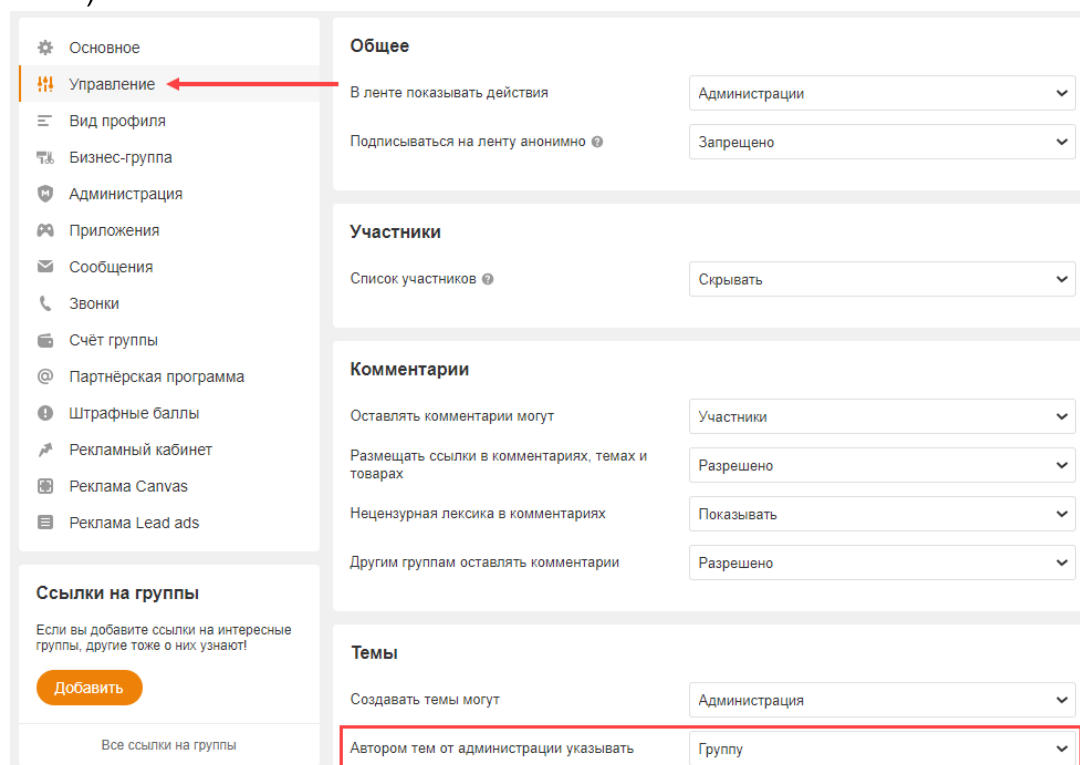 )
Основное
Управление
Вид профиля
Бизнес-группа
Администрация
Приложения
Сообщения
Звонки
Счёт группы
Партнёрская программа
Штрафные баллы
Рекламный кабинет
Реклама Canvas
Реклама Lead ads
Ссылки на группы
Если вы добавите ссылки на интересные
группы, другие тоже о них узнают!
Добавить
Все ссылки на группы
Общее
В ленте показывать действия Администрации
Подписываться на ленту анонимно Запрещено
Участники
Список участников Скрывать
Комментарии
Оставлять комментарии могут Участники
Размещать ссылки в комментариях, темах и
товарах Разрешено
Нецензурная лексика в комментариях Показывать
Другим группам оставлять комментарии Разрешено
Темы
Создавать темы могут Администрация
Автором тем от администрации указывать Группу